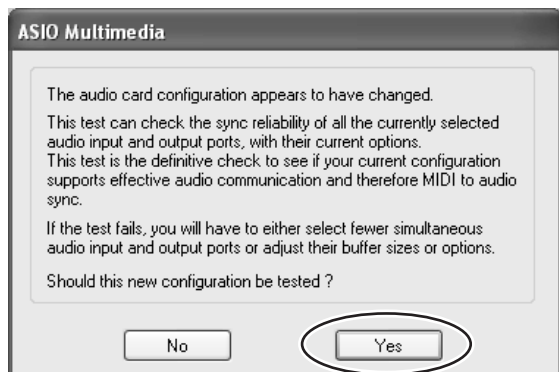 ASIO Multimedia
The audio card configuration appears to have changed.
This test can check the sync reliability of all the currently selected
audio input and output ports, with their current options.
This test is the definitive check to see if your current configuration
supports effective audio communication and therefore MIDI to audio
sync.
If the test fails, you will have to either select fewer simultaneous
audio input and output ports or adjust their buffer sizes or options.
Should this new configuration be tested ?
No
Yes